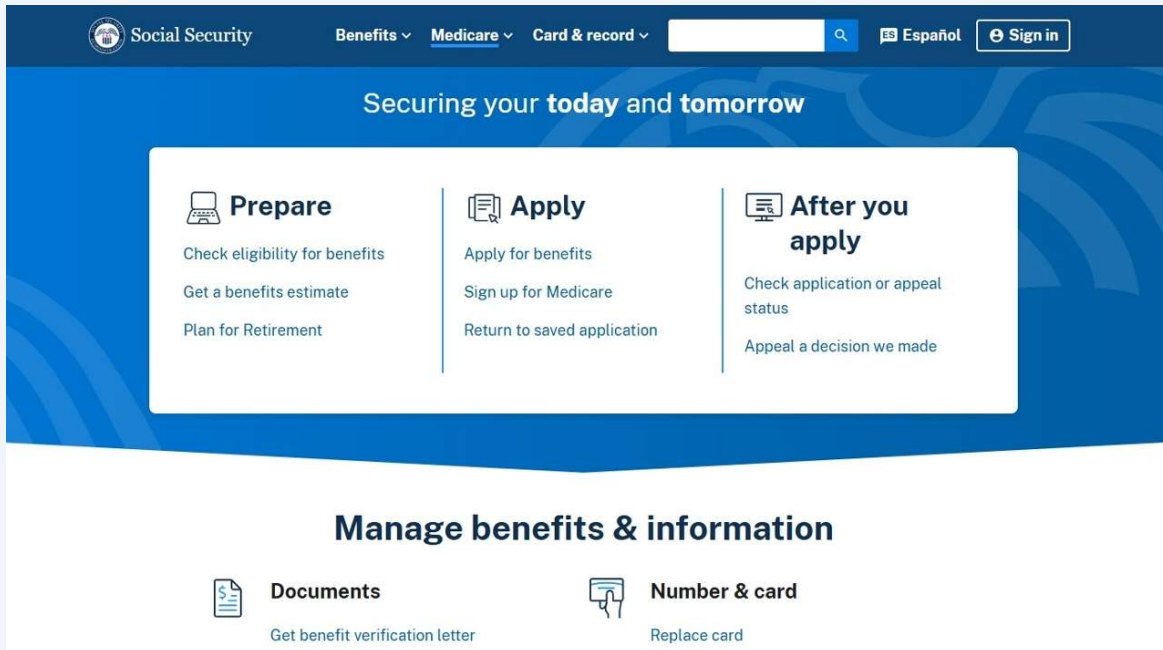 Social Security
Benefits
Medicare
Card & record
ES Español
Sign in
Securing your today and tomorrow
Prepare
Check eligibility for benefits
Get a benefits estimate
Plan for Retirement
Apply
Apply for benefits
Sign up for Medicare
Return to saved application
After you
apply
Check application or appeal
status
Appeal a decision we made
Manage benefits & information
Documents
Get benefit verification letter
Number & card
Replace card